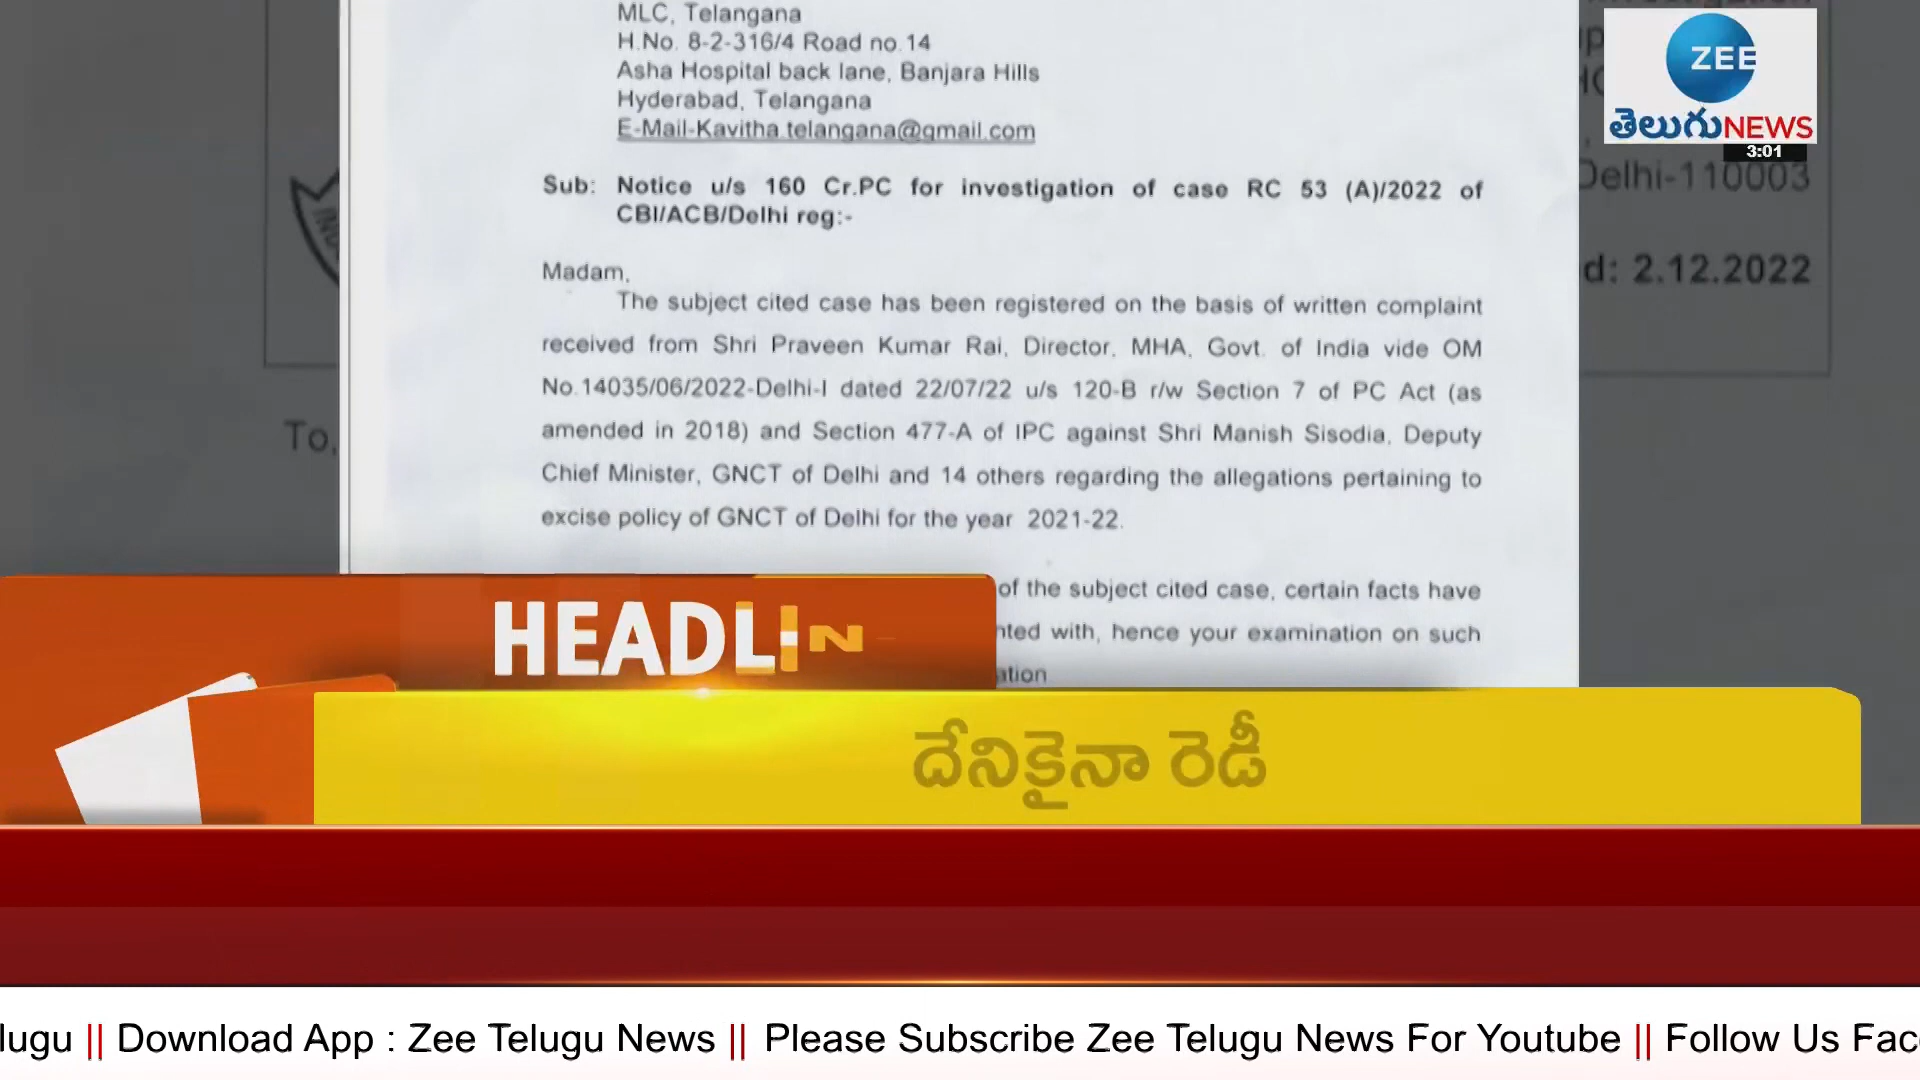 MLC, Telangana
H.No. 8-2-316/4 Road no.14
Asha Hospital back lane, Banjara Hills
Hyderabad, Telangana
E-Mail-Kavitha.telangana@gmail.com
Sub: Notice u/s 160 Cr.PC for investigation of case RC 53 (A)/2022 of
CBI/ACB/Delhi reg:-
Madam,
The subject cited case has been registered on the basis of written complaint
received from Shri Praveen Kumar Rai, Director, MHA, Govt. of India vide OM
No.14035/06/2022-Delhi-I dated 22/07/22 u/s 120-B r/w Section 7 of PC Act (as
amended in 2018) and Section 477-A of IPC against Shri Manish Sisodia, Deputy
Chief Minister, GNCT of Delhi and 14 others regarding the allegations pertaining to
excise policy of GNCT of Delhi for the year 2021-22.
of the subject cited case, certain facts have
nted with, hence your examination on such
ation
ZEE
తెలుగు NEWS
3:01
Delhi-110003
d: 2.12.2022
To,
HEADLIN
దేనికైనా రెడీ
lugu || Download App : Zee Telugu News || Please Subscribe Zee Telugu News For Youtube || Follow Us Fac